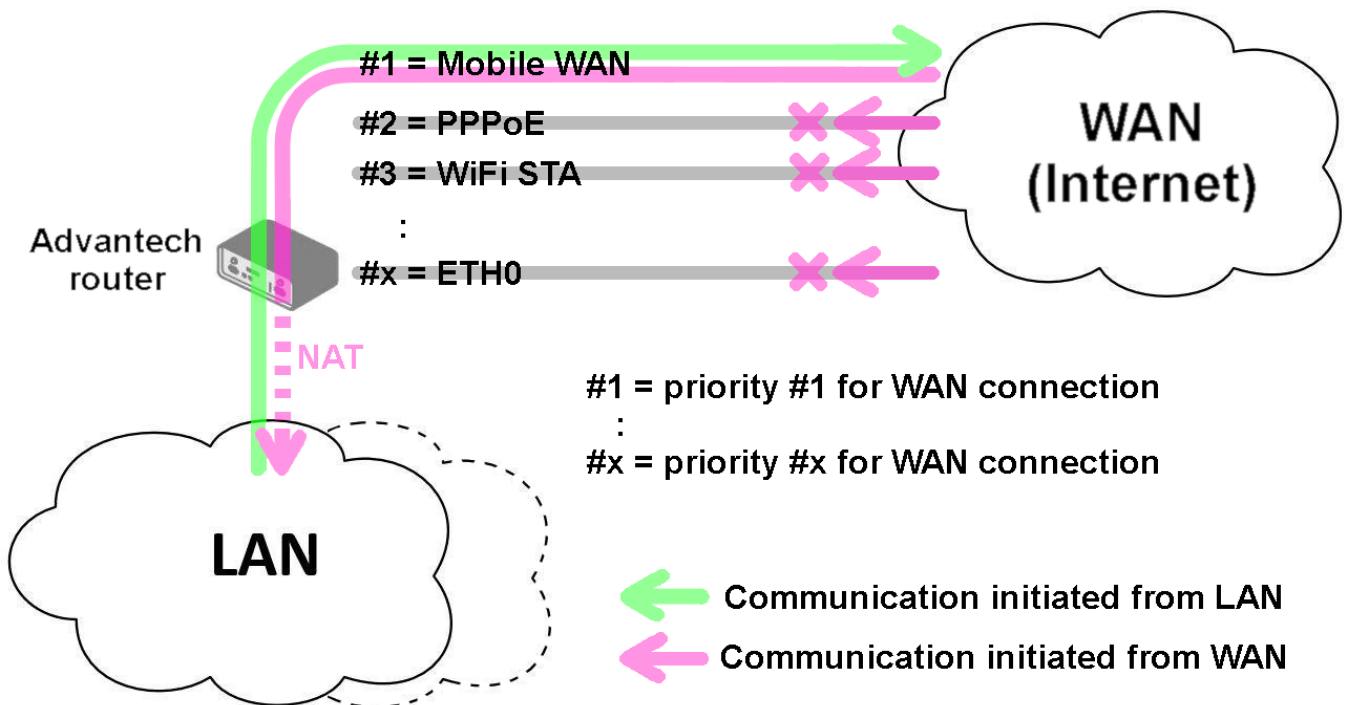 #1 = Mobile WAN
#2 = PPPoE
#3 = WiFi STA
:
#x = ETH0
WAN
(Internet)
Advantech
router
NAT
#1 = priority #1 for WAN connection
:
#x = priority #x for WAN connection
LAN
Communication initiated from LAN
Communication initiated from WAN